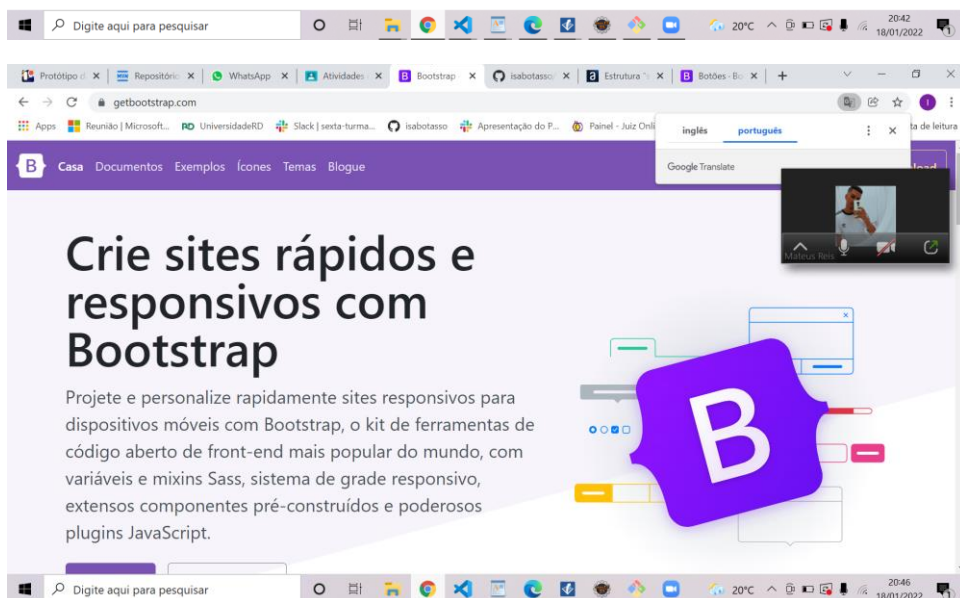 Digite aqui para pesquisar 20°C 20:42
18/01/2022
Protótipo d Repositório WhatsApp Atividades Bootstrap isabotasso/ Estrutura Botões - Bo
getbootstrap.com
Apps Reunião | Microsoft... RD UniversidadeRD Slack | sexta-turma... isabotasso Apresentação do P... Painel - Juiz Onli ta de leitura
inglês português
Google Translate
B Casa Documentos Exemplos Ícones Temas Blogue
Mateus Reis
Crie sites rápidos e
responsivos com
Bootstrap
Projete e personalize rapidamente sites responsivos para
dispositivos móveis com Bootstrap, o kit de ferramentas de
código aberto de front-end mais popular do mundo, com
variáveis e mixins Sass, sistema de grade responsivo,
extensos componentes pré-construídos e poderosos
plugins JavaScript.
B
Digite aqui para pesquisar 20°C 20:46
18/01/2022